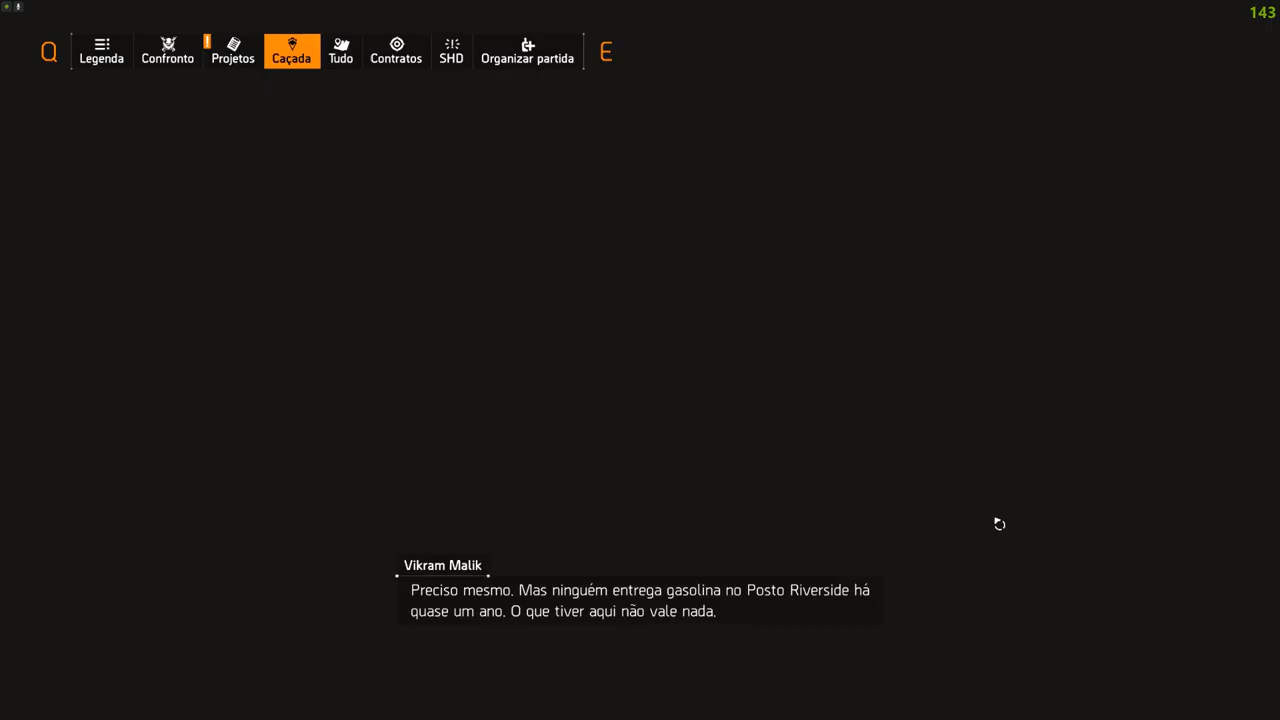 143
Q
Legenda
Confronto
!
Projetos
Caçada
Tudo
Contratos
SHD
Organizar partida
E
Vikram Malik
Preciso mesmo. Mas ninguém entrega gasolina no Posto Riverside há
quase um ano. O que tiver aqui não vale nada.